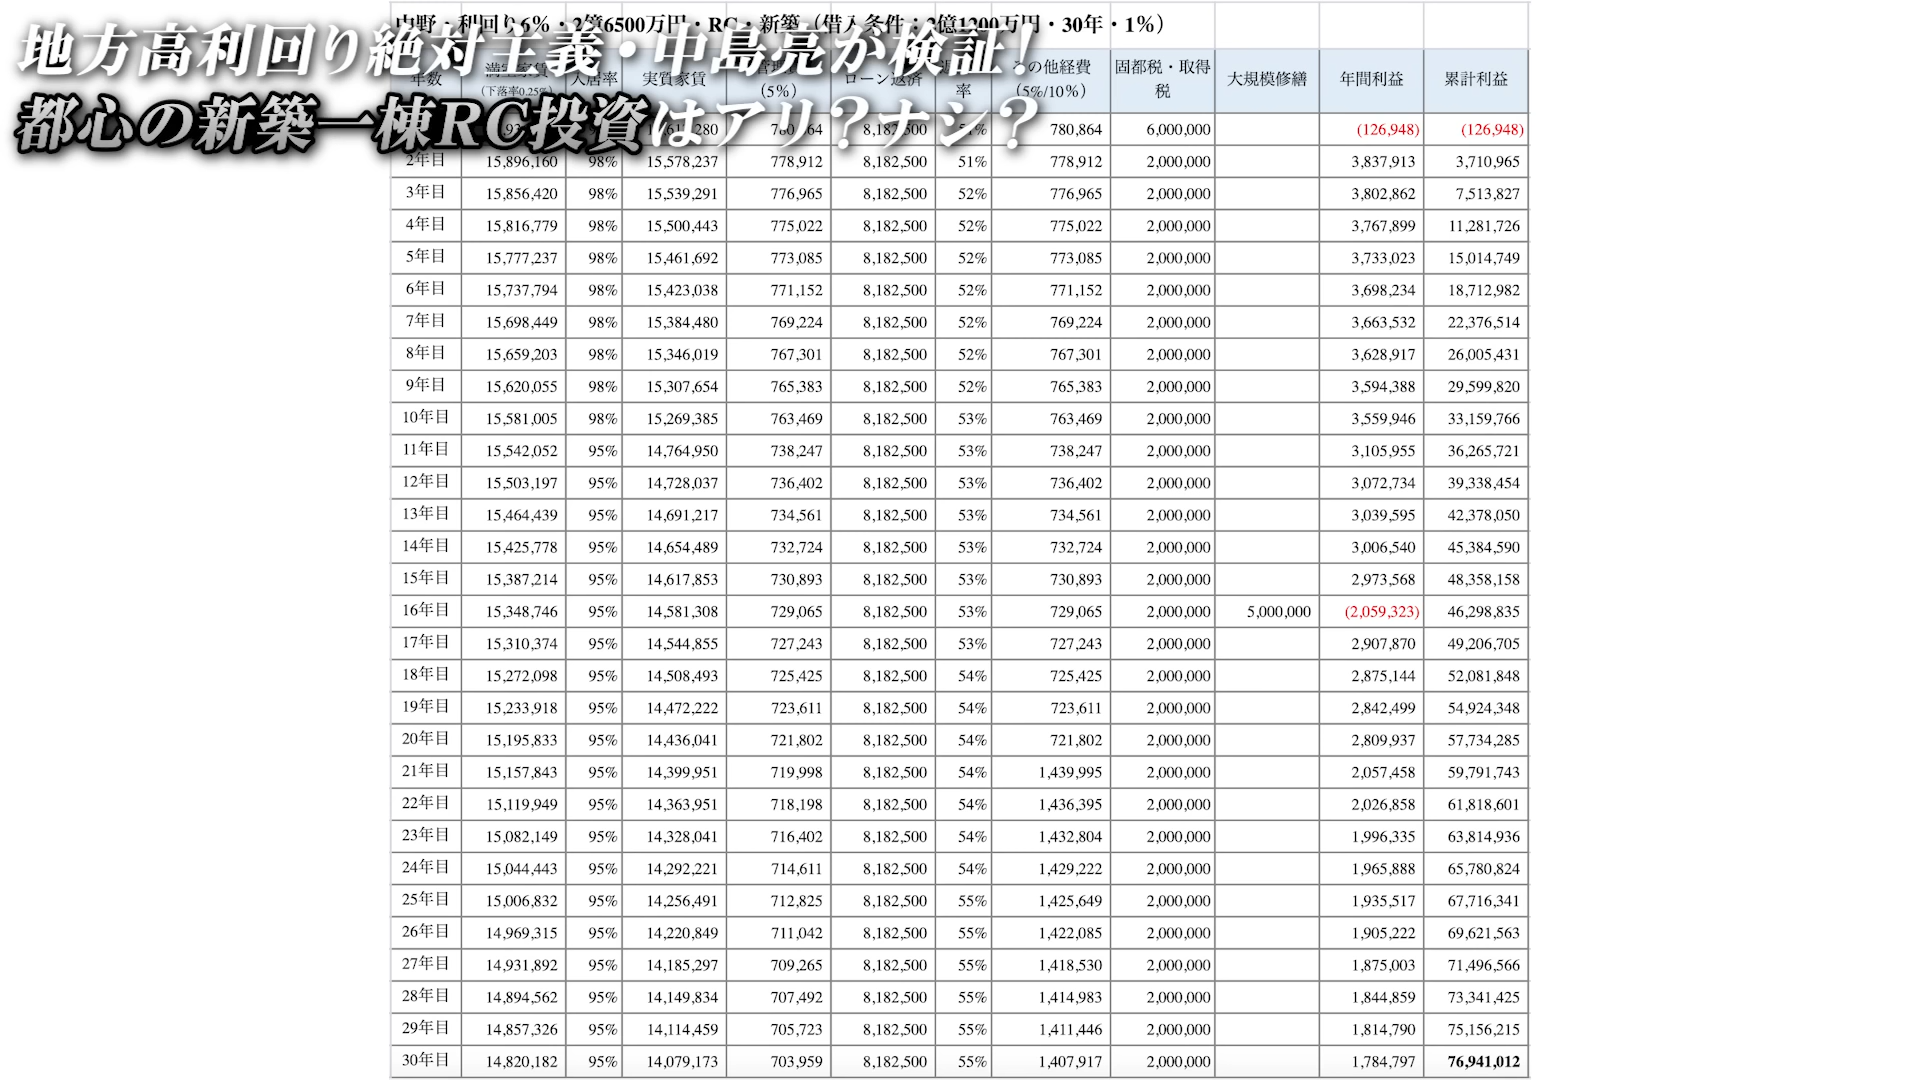 中野・利回り6%・2億6500万円・RC・新築（借入条件：2億1200万円・30年・1%）
地方高利回り絶対主義・中島亮が検証！
都心の新築一棟RC投資はアリ？ナシ？
年数 満室家賃（下落率0.25%） 入居率 実質家賃 （5%） ローン返済 率 その他経費（5%/10%） 固都税・取得税 大規模修繕 年間利益 累計利益
780,864 6,000,000 (126,948) (126,948)
2年目 15,896,160 98% 15,578,237 778,912 8,182,500 51% 778,912 2,000,000 3,837,913 3,710,965
3年目 15,856,420 98% 15,539,291 776,965 8,182,500 52% 776,965 2,000,000 3,802,862 7,513,827
4年目 15,816,779 98% 15,500,443 775,022 8,182,500 52% 775,022 2,000,000 3,767,899 11,281,726
5年目 15,777,237 98% 15,461,692 773,085 8,182,500 52% 773,085 2,000,000 3,733,023 15,014,749
6年目 15,737,794 98% 15,423,038 771,152 8,182,500 52% 771,152 2,000,000 3,698,234 18,712,982
7年目 15,698,449 98% 15,384,480 769,224 8,182,500 52% 769,224 2,000,000 3,663,532 22,376,514
8年目 15,659,203 98% 15,346,019 767,301 8,182,500 52% 767,301 2,000,000 3,628,917 26,005,431
9年目 15,620,055 98% 15,307,654 765,383 8,182,500 52% 765,383 2,000,000 3,594,388 29,599,820
10年目 15,581,005 98% 15,269,385 763,469 8,182,500 53% 763,469 2,000,000 3,559,946 33,159,766
11年目 15,542,052 95% 14,764,950 738,247 8,182,500 53% 738,247 2,000,000 3,105,955 36,265,721
12年目 15,503,197 95% 14,728,037 736,402 8,182,500 53% 736,402 2,000,000 3,072,734 39,338,454
13年目 15,464,439 95% 14,691,217 734,561 8,182,500 53% 734,561 2,000,000 3,039,595 42,378,050
14年目 15,425,778 95% 14,654,489 732,724 8,182,500 53% 732,724 2,000,000 3,006,540 45,384,590
15年目 15,387,214 95% 14,617,853 730,893 8,182,500 53% 730,893 2,000,000 2,973,568 48,358,158
16年目 15,348,746 95% 14,581,308 729,065 8,182,500 53% 729,065 2,000,000 5,000,000 (2,059,323) 46,298,835
17年目 15,310,374 95% 14,544,855 727,243 8,182,500 53% 727,243 2,000,000 2,907,870 49,206,705
18年目 15,272,098 95% 14,508,493 725,425 8,182,500 54% 725,425 2,000,000 2,875,144 52,081,848
19年目 15,233,918 95% 14,472,222 723,611 8,182,500 54% 723,611 2,000,000 2,842,499 54,924,348
20年目 15,195,833 95% 14,436,041 721,802 8,182,500 54% 721,802 2,000,000 2,809,937 57,734,285
21年目 15,157,843 95% 14,399,951 719,998 8,182,500 54% 1,439,995 2,000,000 2,057,458 59,791,743
22年目 15,119,949 95% 14,363,951 718,198 8,182,500 54% 1,436,395 2,000,000 2,026,858 61,818,601
23年目 15,082,149 95% 14,328,041 716,402 8,182,500 54% 1,432,804 2,000,000 1,996,335 63,814,936
24年目 15,044,443 95% 14,292,221 714,611 8,182,500 54% 1,429,222 2,000,000 1,965,888 65,780,824
25年目 15,006,832 95% 14,256,491 712,825 8,182,500 55% 1,425,649 2,000,000 1,935,517 67,716,341
26年目 14,969,315 95% 14,220,849 711,042 8,182,500 55% 1,422,085 2,000,000 1,905,222 69,621,563
27年目 14,931,892 95% 14,185,297 709,265 8,182,500 55% 1,418,530 2,000,000 1,875,003 71,496,566
28年目 14,894,562 95% 14,149,834 707,492 8,182,500 55% 1,414,983 2,000,000 1,844,859 73,341,425
29年目 14,857,326 95% 14,114,459 705,723 8,182,500 55% 1,411,446 2,000,000 1,814,790 75,156,215
30年目 14,820,182 95% 14,079,173 703,959 8,182,500 55% 1,407,917 2,000,000 1,784,797 76,941,012